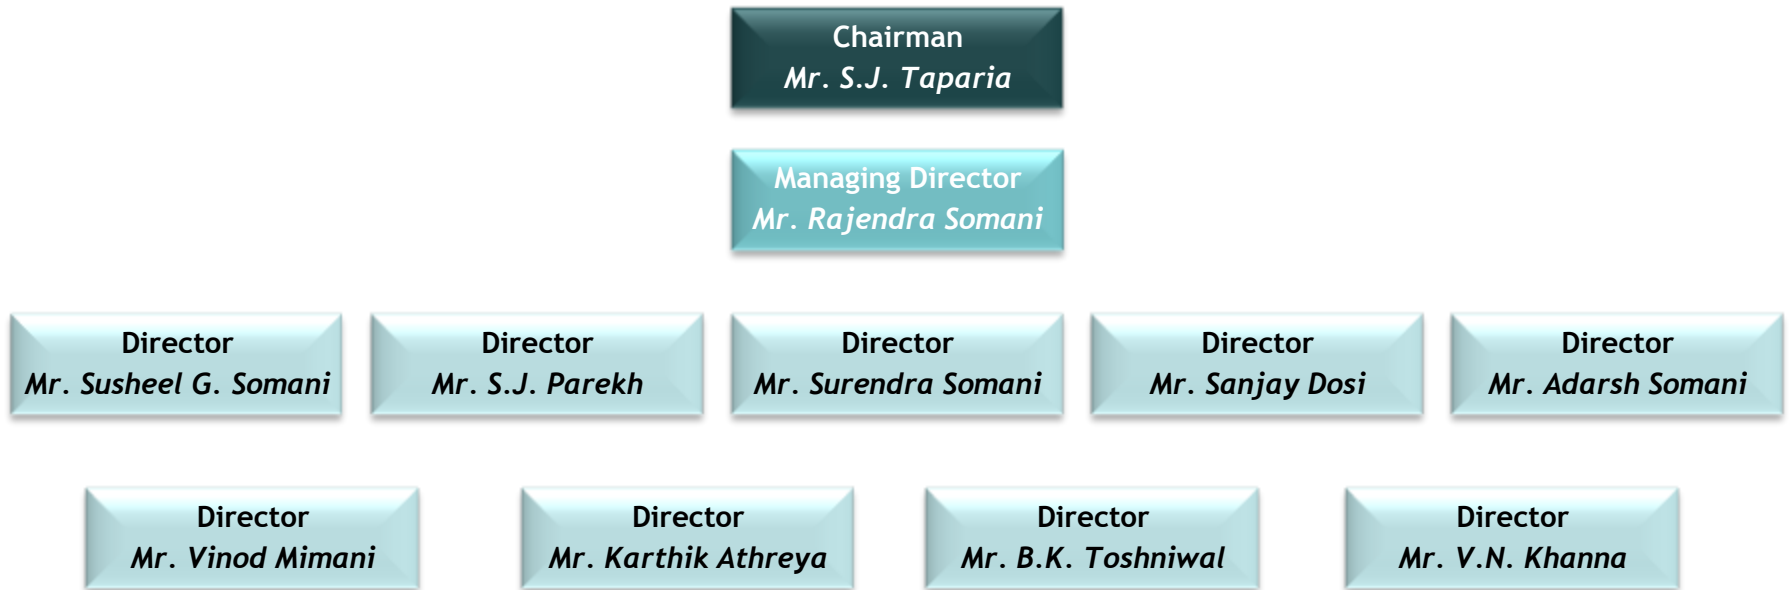 Chairman
Mr. S.J. Taparia
Managing Director
Mr. Rajendra Somani
Director
Mr. Susheel G. Somani
Director
Mr. S.J. Parekh
Director
Mr. Surendra Somani
Director
Mr. Sanjay Dosi
Director
Mr. Adarsh Somani
Director
Mr. Vinod Mimani
Director
Mr. Karthik Athreya
Director
Mr. B.K. Toshniwal
Director
Mr. V.N. Khanna